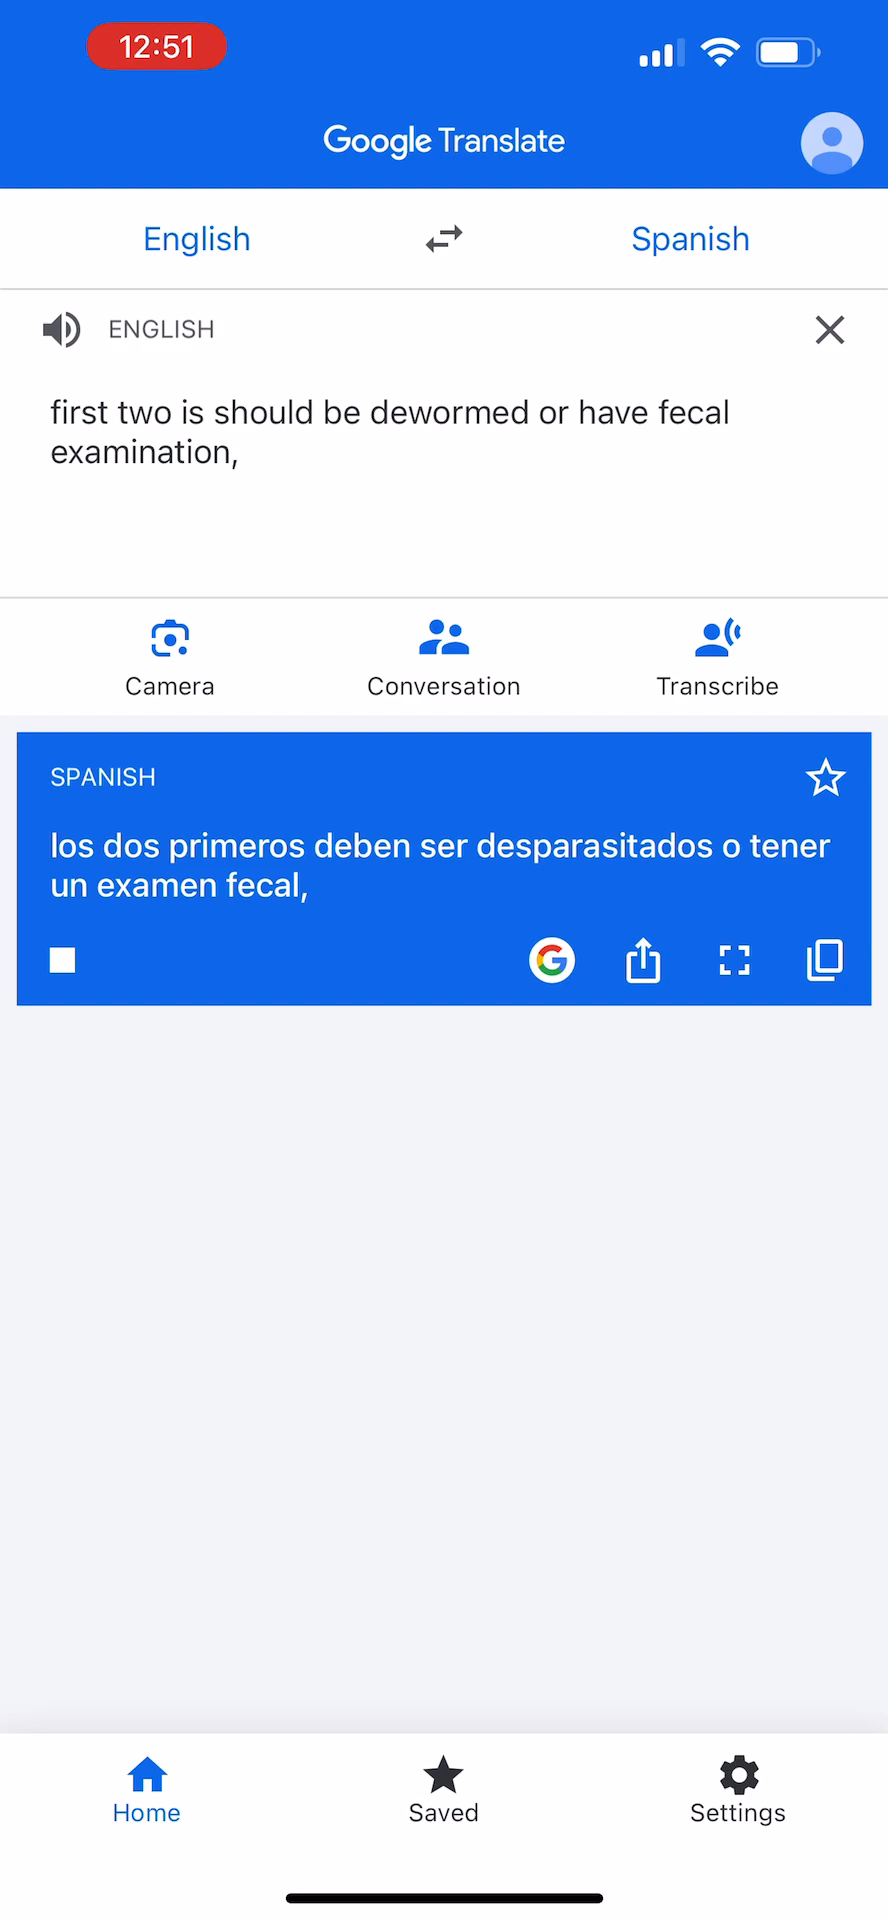 12:51
Google Translate
English
Spanish
ENGLISH
first two is should be dewormed or have fecal
examination,
Camera
Conversation
Transcribe
SPANISH
los dos primeros deben ser desparasitados o tener
un examen fecal,
G
Home
Saved
Settings